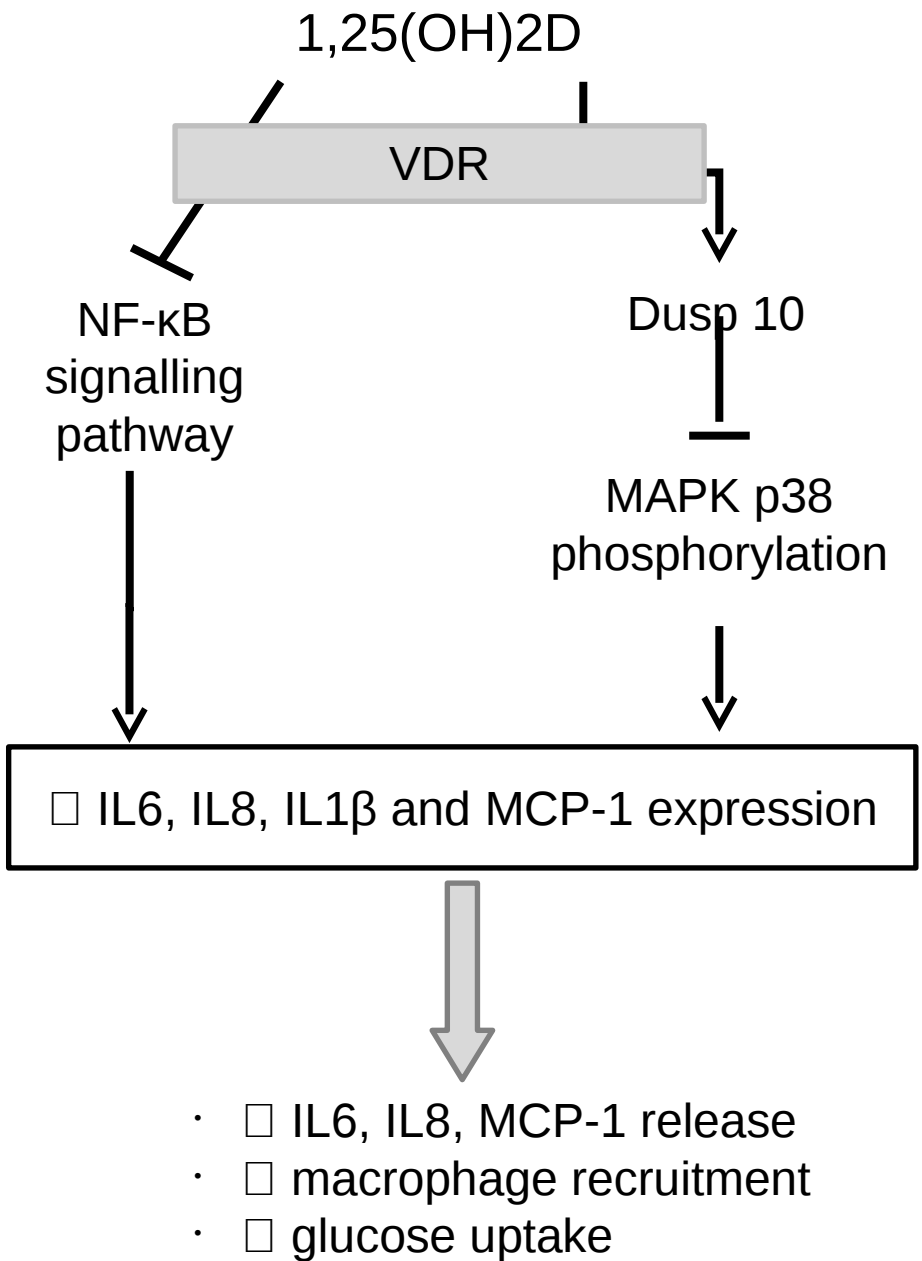 1,25(OH)2D
VDR
NF-κB
signalling
pathway
Dusp 10
MAPK p38
phosphorylation
□ IL6, IL8, IL1β and MCP-1 expression
· □ IL6, IL8, MCP-1 release
· □ macrophage recruitment
· □ glucose uptake